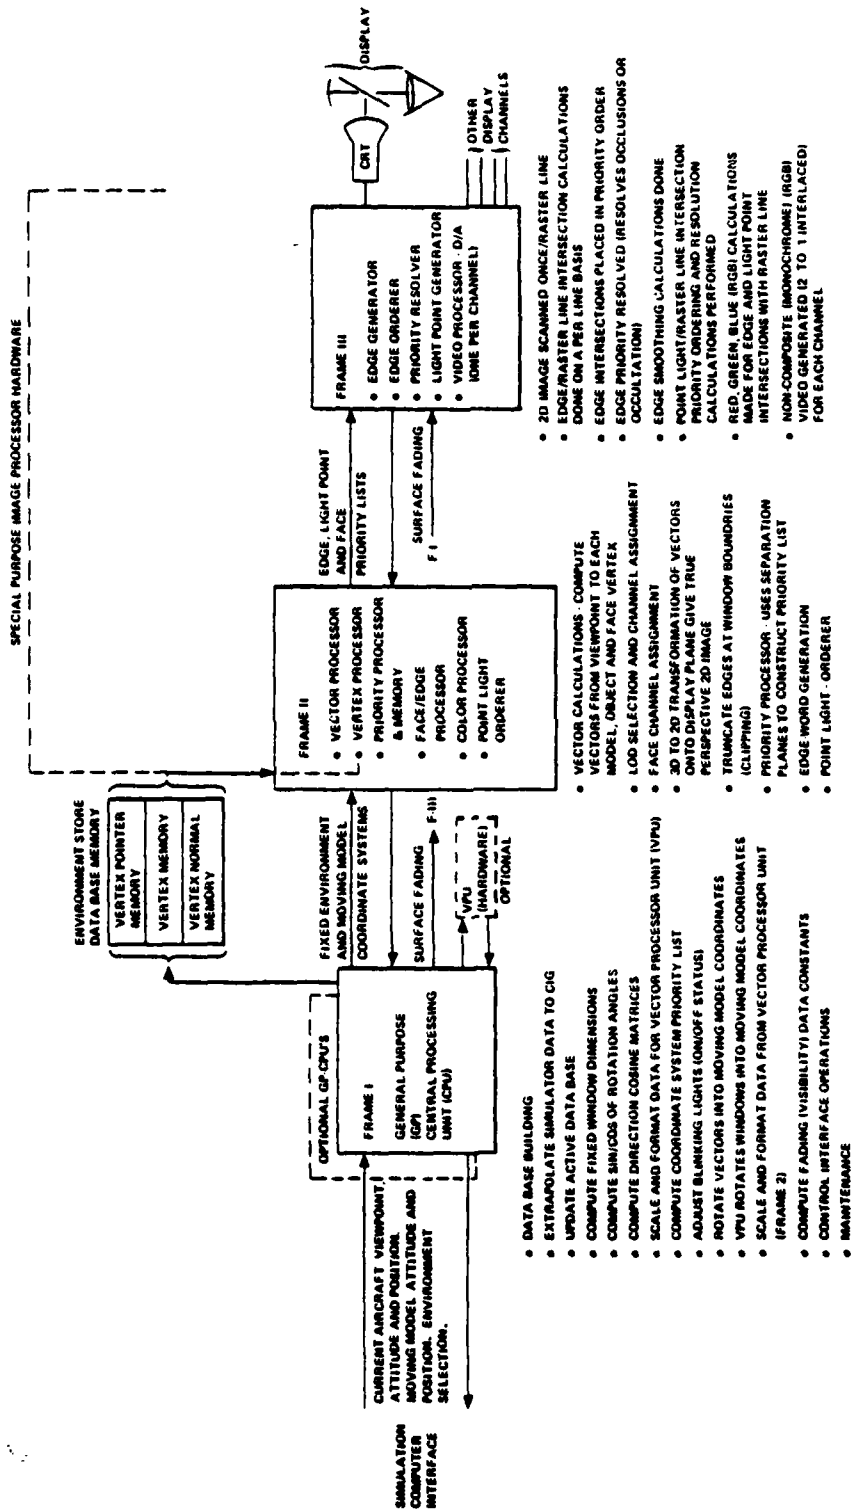 SPECIAL PURPOSE IMAGE PROCESSOR HARDWARE
ENVIRONMENT STORE
DATA BASE MEMORY
VERTEX POINTER
MEMORY
VERTEX MEMORY
VERTEX NORMAL
MEMORY
SIMULATION
COMPUTER
INTERFACE
CURRENT AIRCRAFT VIEWPOINT,
ATTITUDE AND POSITION.
MOVING MODEL ATTITUDE AND
POSITION. ENVIRONMENT
SELECTION.
OPTIONAL GP-CPU'S
FRAME I
GENERAL PURPOSE
(GP)
CENTRAL PROCESSING
UNIT (CPU)
FIXED ENVIRONMENT
AND MOVING MODEL
COORDINATE SYSTEMS
SURFACE FADING
F-III
VPU
(HARDWARE)
OPTIONAL
FRAME II
• VECTOR PROCESSOR
• VERTEX PROCESSOR
• PRIORITY PROCESSOR
& MEMORY
• FACE/EDGE
PROCESSOR
• COLOR PROCESSOR
• POINT LIGHT
ORDERER
EDGE, LIGHT POINT
AND FACE
PRIORITY LISTS
SURFACE FADING
F I
FRAME III
• EDGE GENERATOR
• EDGE ORDERER
• PRIORITY RESOLVER
• LIGHT POINT GENERATOR
• VIDEO PROCESSOR - D/A
(ONE PER CHANNEL)
CRT
DISPLAY
OTHER
DISPLAY
CHANNELS
• DATA BASE BUILDING
• EXTRAPOLATE SIMULATOR DATA TO CIG
• UPDATE ACTIVE DATA BASE
• COMPUTE FIXED WINDOW DIMENSIONS
• COMPUTE SIN/COS OF ROTATION ANGLES
• COMPUTE DIRECTION COSINE MATRICES
• SCALE AND FORMAT DATA FOR VECTOR PROCESSOR UNIT (VPU)
• COMPUTE COORDINATE SYSTEM PRIORITY LIST
• ADJUST BLINKING LIGHTS (ON/OFF STATUS)
• ROTATE VECTORS INTO MOVING MODEL COORDINATES
• VPU ROTATES WINDOWS INTO MOVING MODEL COORDINATES
• SCALE AND FORMAT DATA FROM VECTOR PROCESSOR UNIT
(FRAME 2)
• COMPUTE FADING (VISIBILITY) DATA CONSTANTS
• CONTROL INTERFACE OPERATIONS
• MAINTENANCE
• VECTOR CALCULATIONS - COMPUTE
VECTORS FROM VIEWPOINT TO EACH
MODEL, OBJECT AND FACE VERTEX
• LOD SELECTION AND CHANNEL ASSIGNMENT
• FACE CHANNEL ASSIGNMENT
• 3D TO 2D TRANSFORMATION OF VECTORS
ONTO DISPLAY PLANE GIVE TRUE
PERSPECTIVE 2D IMAGE
• TRUNCATE EDGES AT WINDOW BOUNDRIES
(CLIPPING)
• PRIORITY PROCESSOR - USES SEPARATION
PLANES TO CONSTRUCT PRIORITY LIST
• EDGE WORD GENERATION
• POINT LIGHT - ORDERER
• 2D IMAGE SCANNED ONCE/RASTER LINE
• EDGE/RASTER LINE INTERSECTION CALCULATIONS
DONE ON A PER LINE BASIS
• EDGE INTERSECTIONS PLACED IN PRIORITY ORDER
• EDGE PRIORITY RESOLVED (RESOLVES OCCLUSIONS OR
OCCULTATION)
• EDGE SMOOTHING CALCULATIONS DONE
• POINT LIGHT/RASTER LINE INTERSECTION
PRIORITY ORDERING AND RESOLUTION
CALCULATIONS PERFORMED
• RED, GREEN, BLUE (RGB) CALCULATIONS
MADE FOR EDGE AND LIGHT POINT
INTERSECTIONS WITH RASTER LINE
• NON-COMPOSITE (MONOCHROME) (RGB)
VIDEO GENERATED (2 TO 1 INTERLACED)
FOR EACH CHANNEL